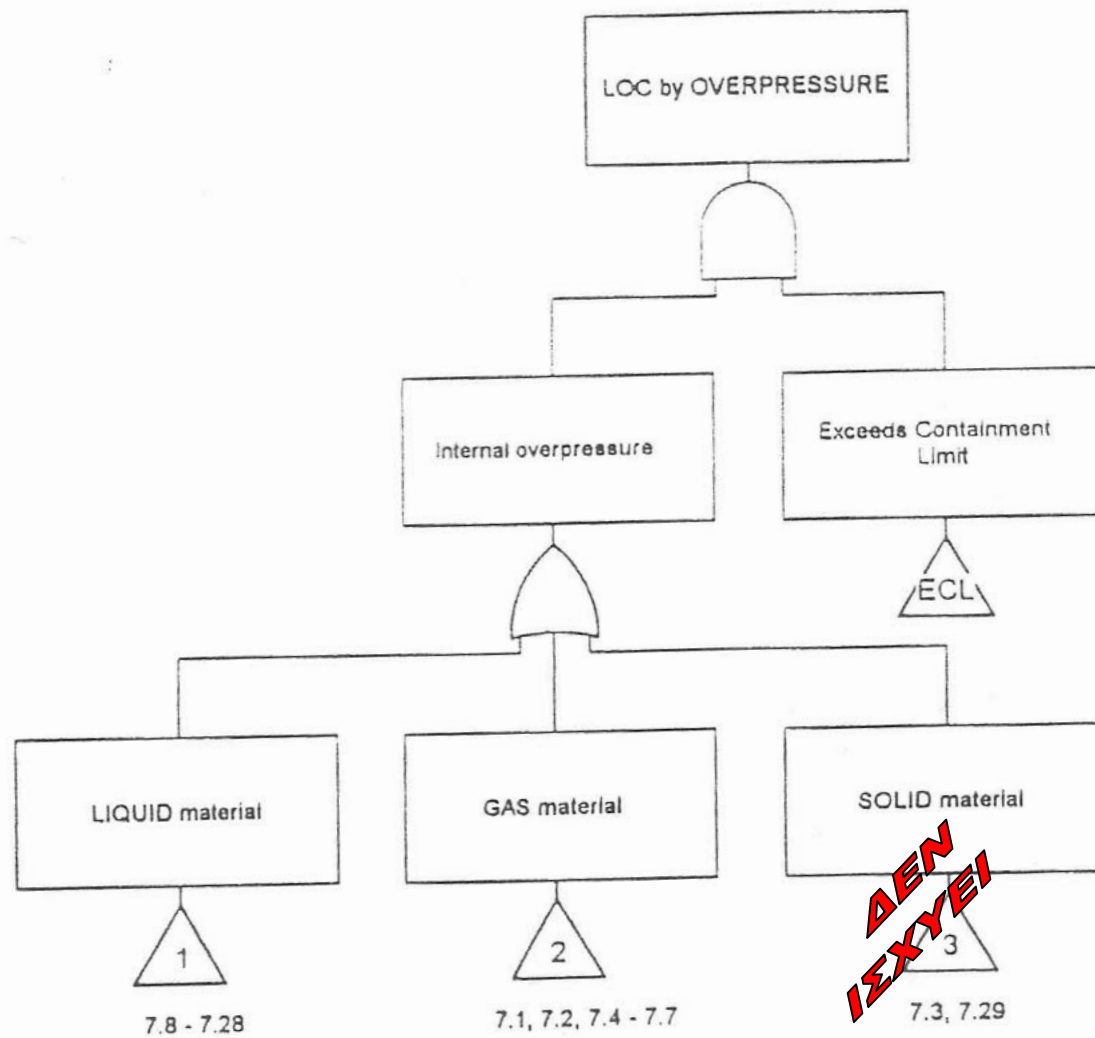 LOC by OVERPRESSURE
Internal overpressure
Exceeds Containment
Limit
ECL
LIQUID material
GAS material
SOLID material
ΔΕΝ
ΙΣΧΥΕΙ
1
2
3
7.8 - 7.28
7.1, 7.2, 7.4 - 7.7
7.3, 7.29